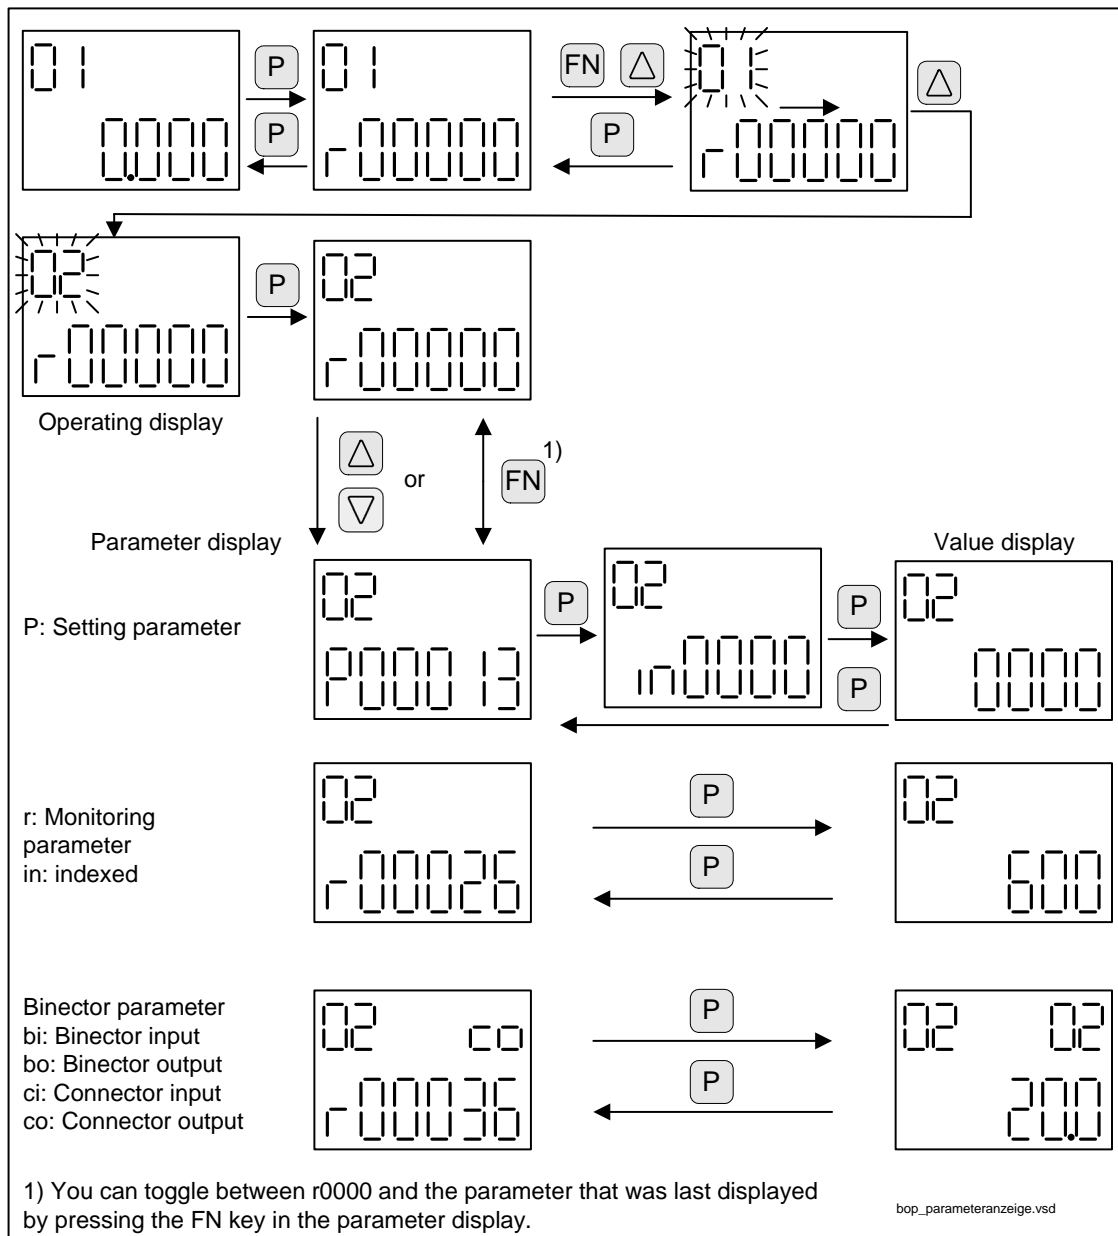 01
P
01
FN
01
0.000
P
r00000
P
r00000
02
P
02
r00000
r00000
Operating display
or
FN
1)
Parameter display
Value display
P: Setting parameter
02
P
02
P
02
P00013
in0000
P
0000
r: Monitoring
parameter
in: indexed
02
P
02
r00026
P
600
Binector parameter
bi: Binector input
bo: Binector output
ci: Connector input
co: Connector output
02 co
P
02 02
r00036
P
20.0
1) You can toggle between r0000 and the parameter that was last displayed
by pressing the FN key in the parameter display.
bop_parameteranzeige.vsd